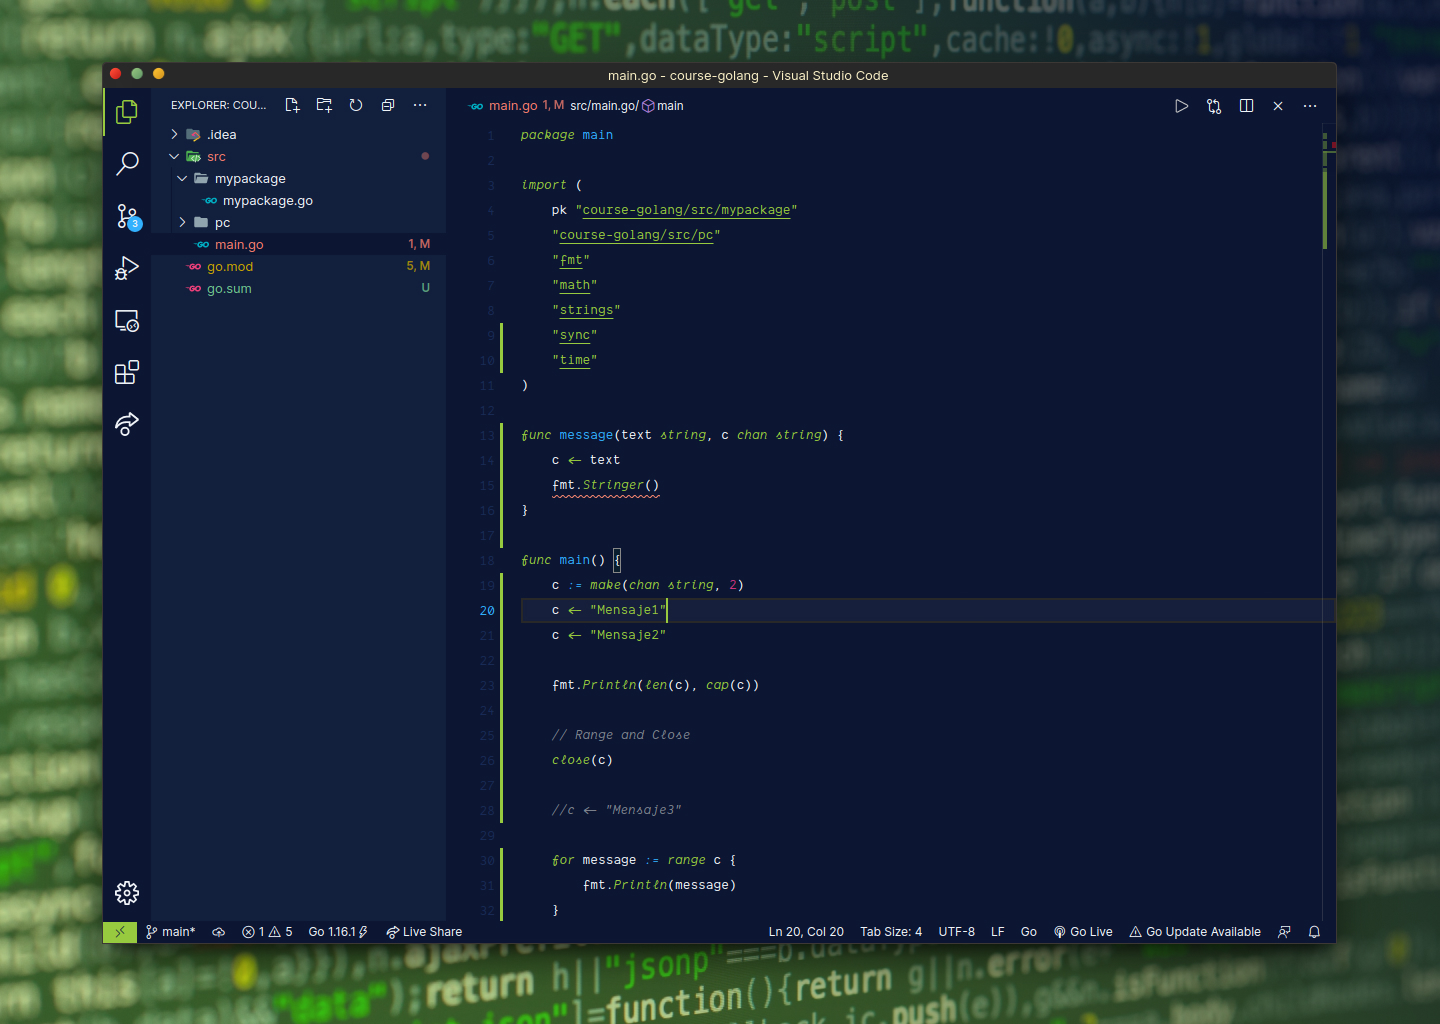 return ajax({url:a,type:"GET",dataType:"script",cache:!0,async:!1,
main.go - course-golang - Visual Studio Code
EXPLORER: COU...
main.go 1, M src/main.go/ main
.idea
src
mypackage
mypackage.go
pc
main.go 1, M
go.mod 5, M
go.sum U
1 package main
2
3 import (
4 pk "course-golang/src/mypackage"
5 "course-golang/src/pc"
6 "fmt"
7 "math"
8 "strings"
9 "sync"
10 "time"
11 )
12
13 func message(text string, c chan string) {
14 c <- text
15 fmt.Stringer()
16 }
17
18 func main() {
19 c := make(chan string, 2)
20 c <- "Mensaje1"
21 c <- "Mensaje2"
22
23 fmt.Println(len(c), cap(c))
24
25 // Range and Close
26 close(c)
27
28 //c <- "Mensaje3"
29
30 for message := range c {
31 fmt.Println(message)
32 }
3
main* 1 5 Go 1.16.1 Live Share Ln 20, Col 20 Tab Size: 4 UTF-8 LF Go Go Live Go Update Available
"data");return h||"jsonp"===b.dataTyp
]=function(){return g||n.error(